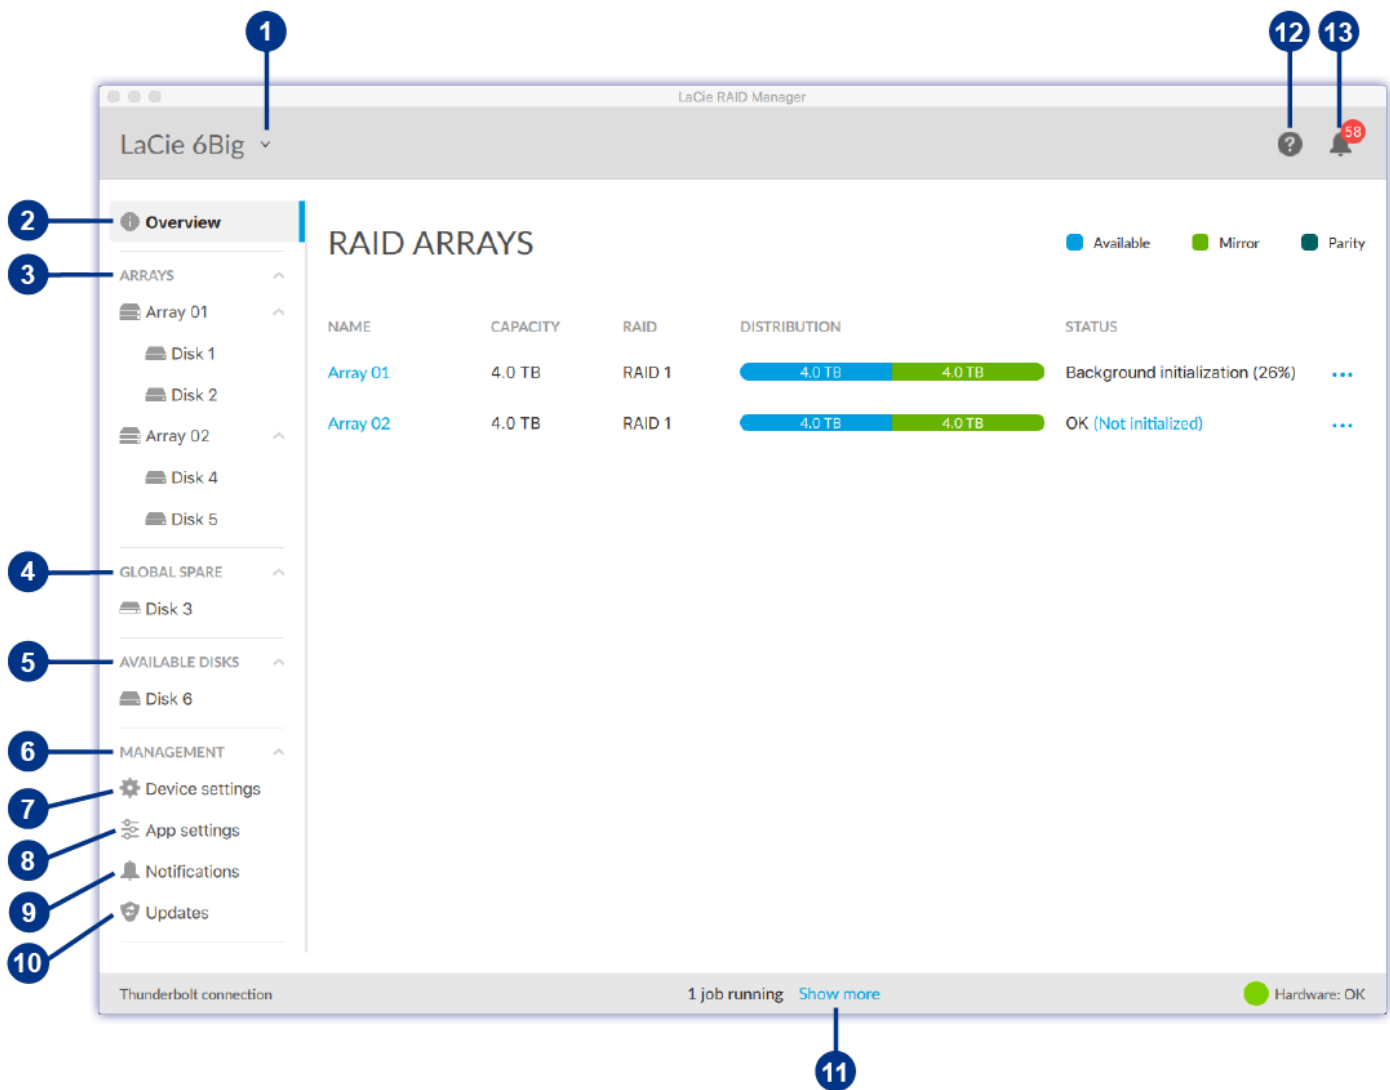 1 12 13
LaCie RAID Manager
LaCie 6Big 58
2 Overview
RAID ARRAYS Available Mirror Parity
3 ARRAYS
Array 01
NAME CAPACITY RAID DISTRIBUTION STATUS
Disk 1
Array 01 4.0 TB RAID 1 4.0 TB 4.0 TB Background initialization (26%) ...
Disk 2
Array 02 4.0 TB RAID 1 4.0 TB 4.0 TB OK (Not initialized) ...
Array 02
Disk 4
Disk 5
4 GLOBAL SPARE
Disk 3
5 AVAILABLE DISKS
Disk 6
6 MANAGEMENT
7 Device settings
8 App settings
9 Notifications
10 Updates
Thunderbolt connection 1 job running Show more Hardware: OK
11